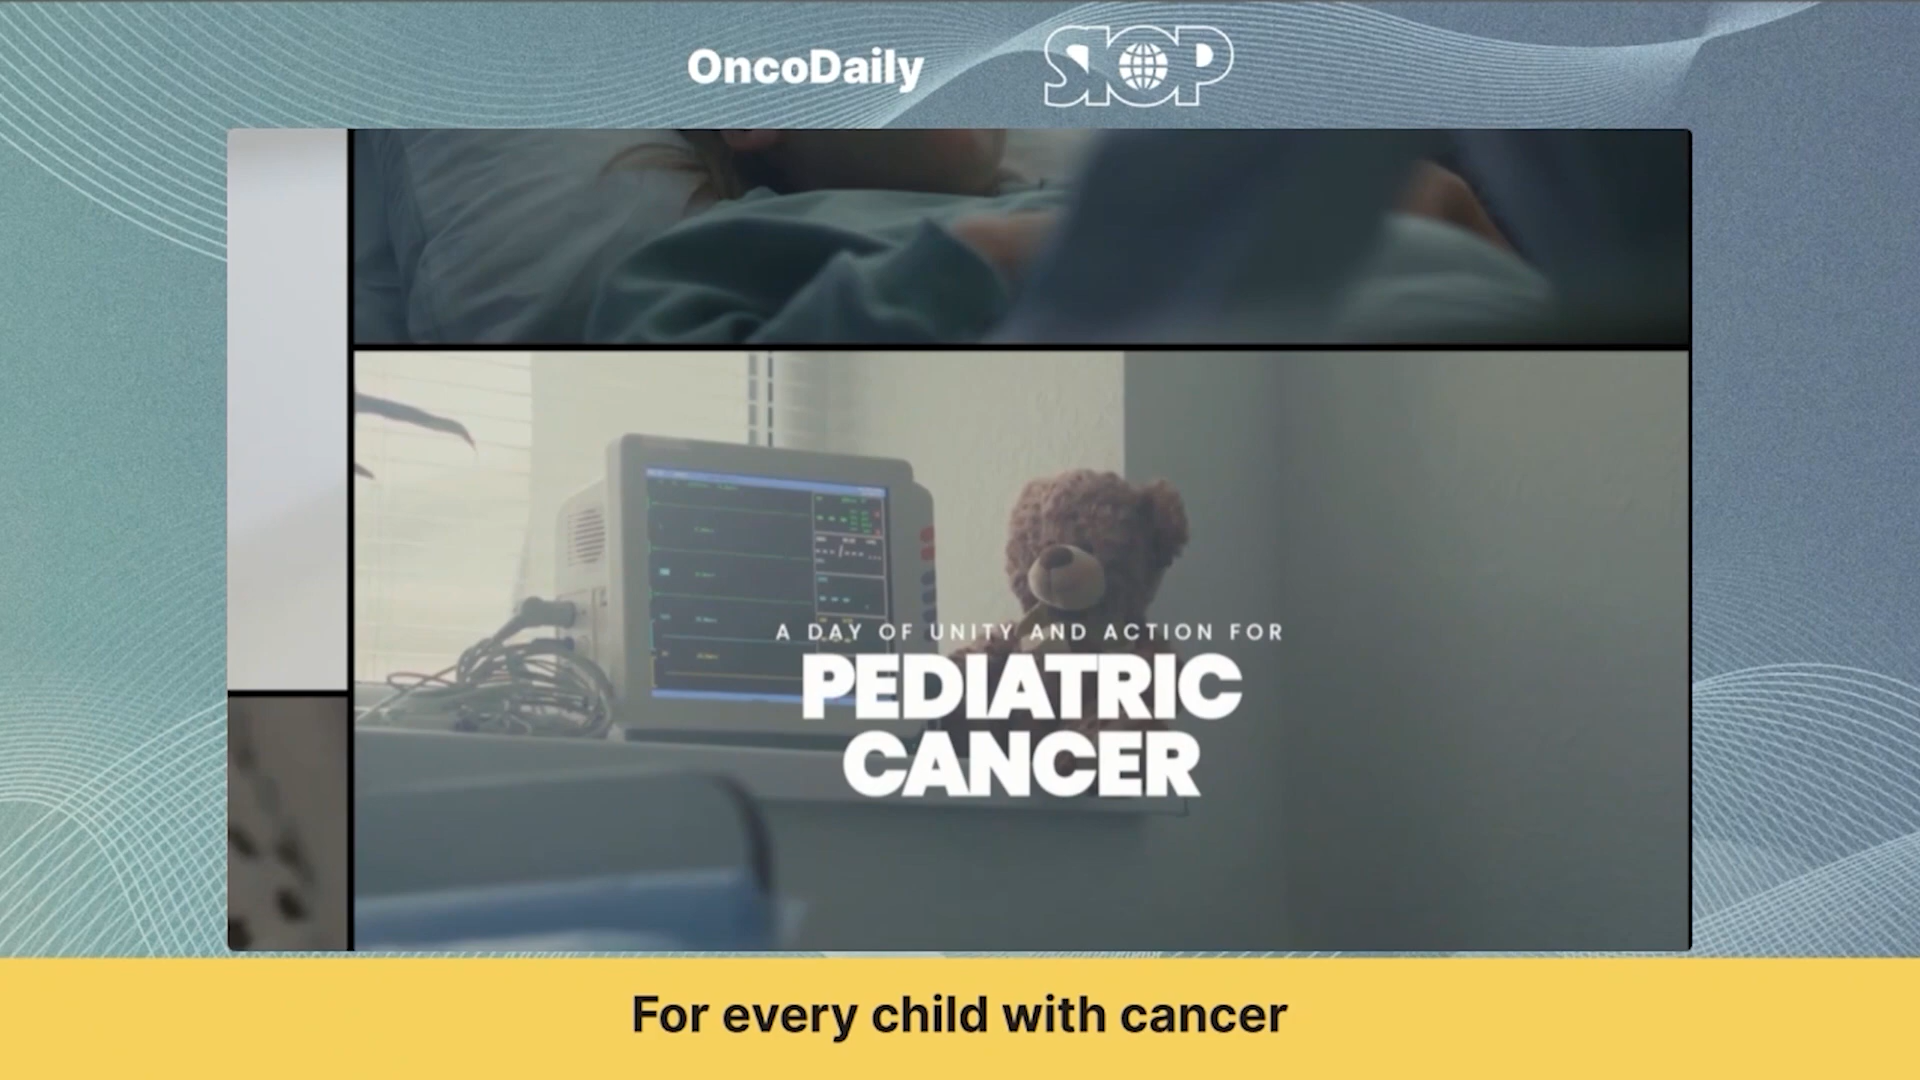 OncoDaily
SIOP
A DAY OF UNITY AND ACTION FOR
PEDIATRIC
CANCER
For every child with cancer